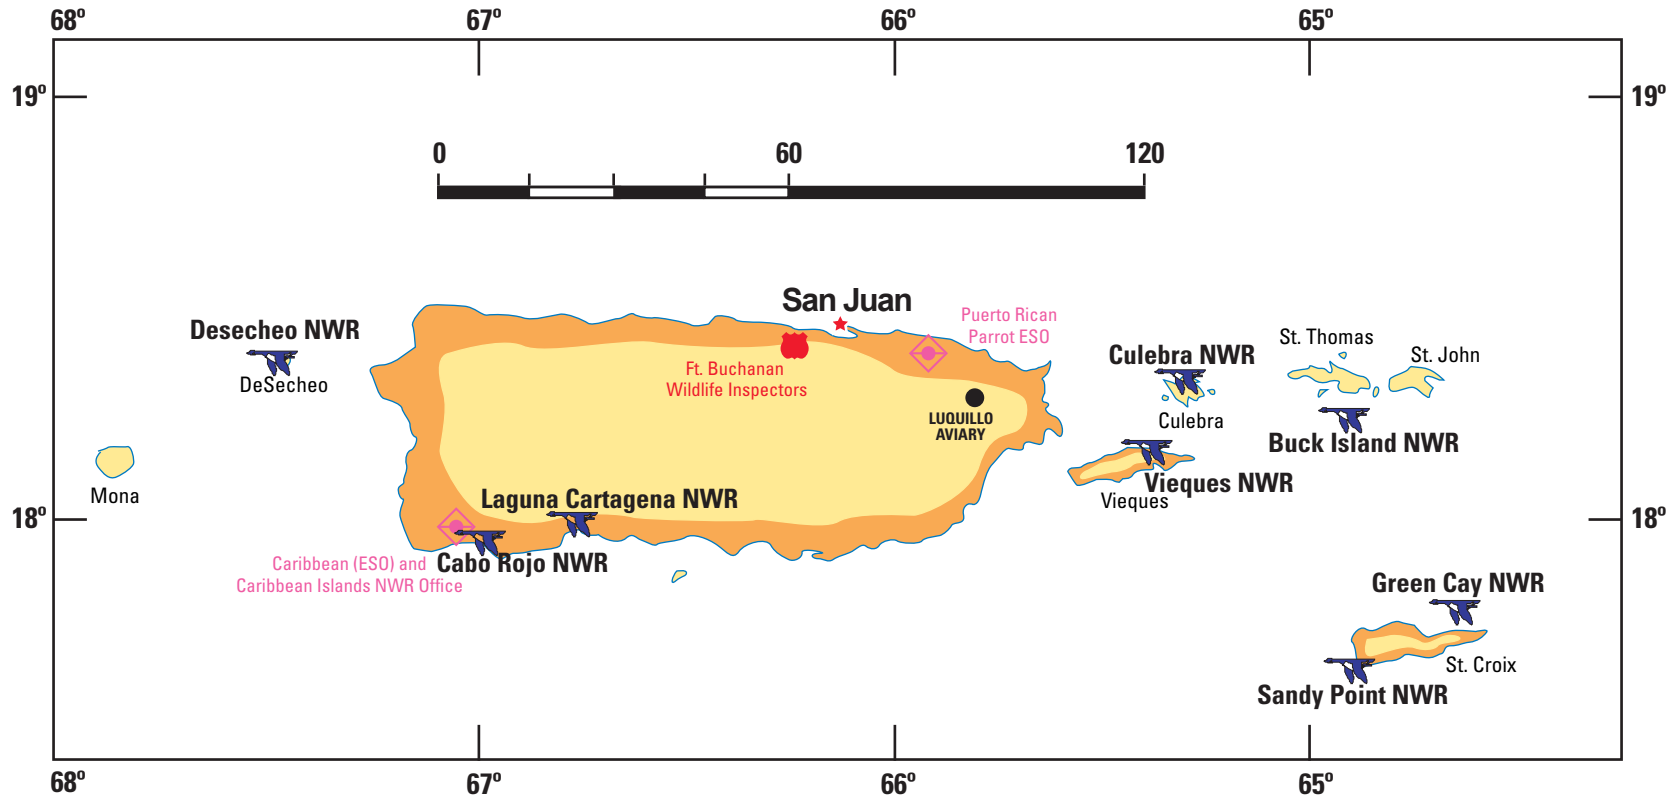 68º
67º
66º
65º
19º
19º
0
60
120
San Juan
Puerto Rican
Parrot ESO
Desecheo NWR
DeSecheo
St. Thomas
St. John
Culebra NWR
Culebra
Ft. Buchanan
Wildlife Inspectors
LUQUILLO
AVIARY
Buck Island NWR
Mona
Vieques NWR
Vieques
Laguna Cartagena NWR
18º
18º
Caribbean (ESO) and
Caribbean Islands NWR Office
Cabo Rojo NWR
Green Cay NWR
St. Croix
Sandy Point NWR
68º
67º
66º
65º